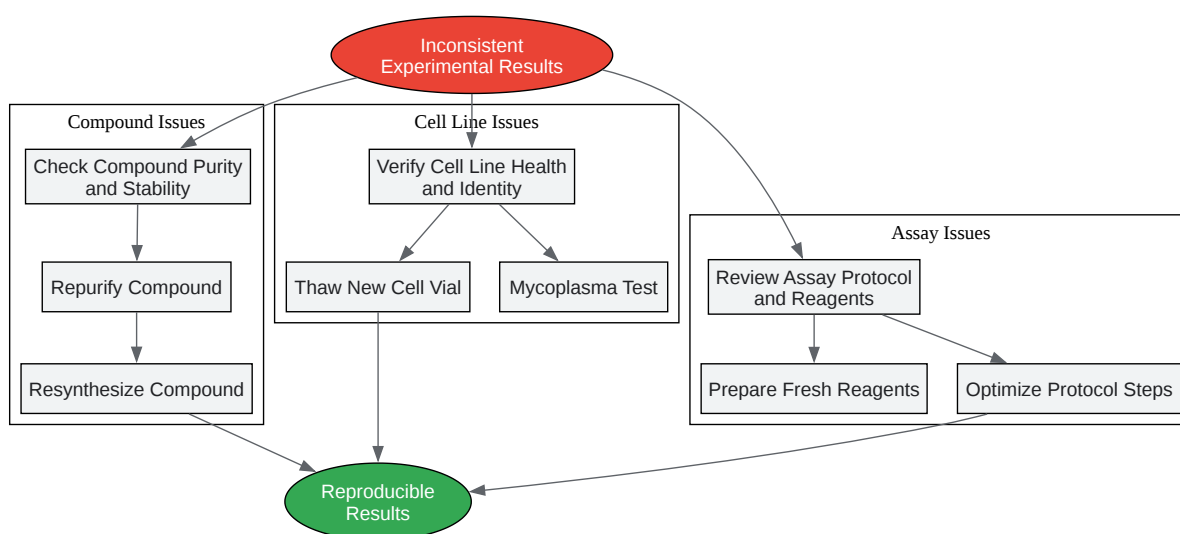 Inconsistent
Experimental Results
Compound Issues
Check Compound Purity
and Stability
Repurify Compound
Resynthesize Compound
Cell Line Issues
Verify Cell Line Health
and Identity
Thaw New Cell Vial
Mycoplasma Test
Assay Issues
Review Assay Protocol
and Reagents
Prepare Fresh Reagents
Optimize Protocol Steps
Reproducible
Results